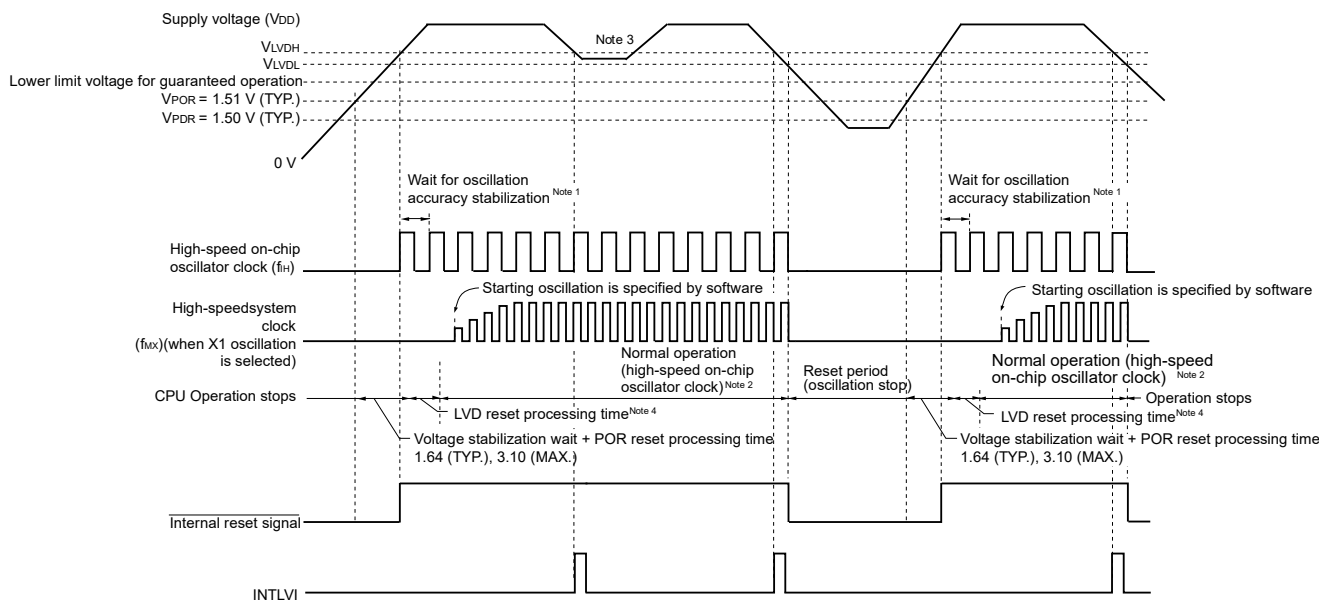 Supply voltage (VDD)
Note 3
VLVDH
VLVDL
Lower limit voltage for guaranteed operation
VPOR = 1.51 V (TYP.)
VPDR = 1.50 V (TYP.)
0 V
Wait for oscillation
accuracy stabilization Note 1
Wait for oscillation
accuracy stabilization Note 1
High-speed on-chip
oscillator clock (fIH)
Starting oscillation is specified by software
Starting oscillation is specified by software
High-speedsystem
clock
(fMX)(when X1 oscillation
is selected)
Normal operation
(high-speed on-chip
oscillator clock)Note 2
Reset period
(oscillation stop)
Normal operation (high-speed
on-chip oscillator clock) Note 2
CPU Operation stops
Operation stops
LVD reset processing timeNote 4
LVD reset processing timeNote 4
Voltage stabilization wait + POR reset processing time
1.64 (TYP.), 3.10 (MAX.)
Voltage stabilization wait + POR reset processing time
1.64 (TYP.), 3.10 (MAX.)
Internal reset signal
INTLVI